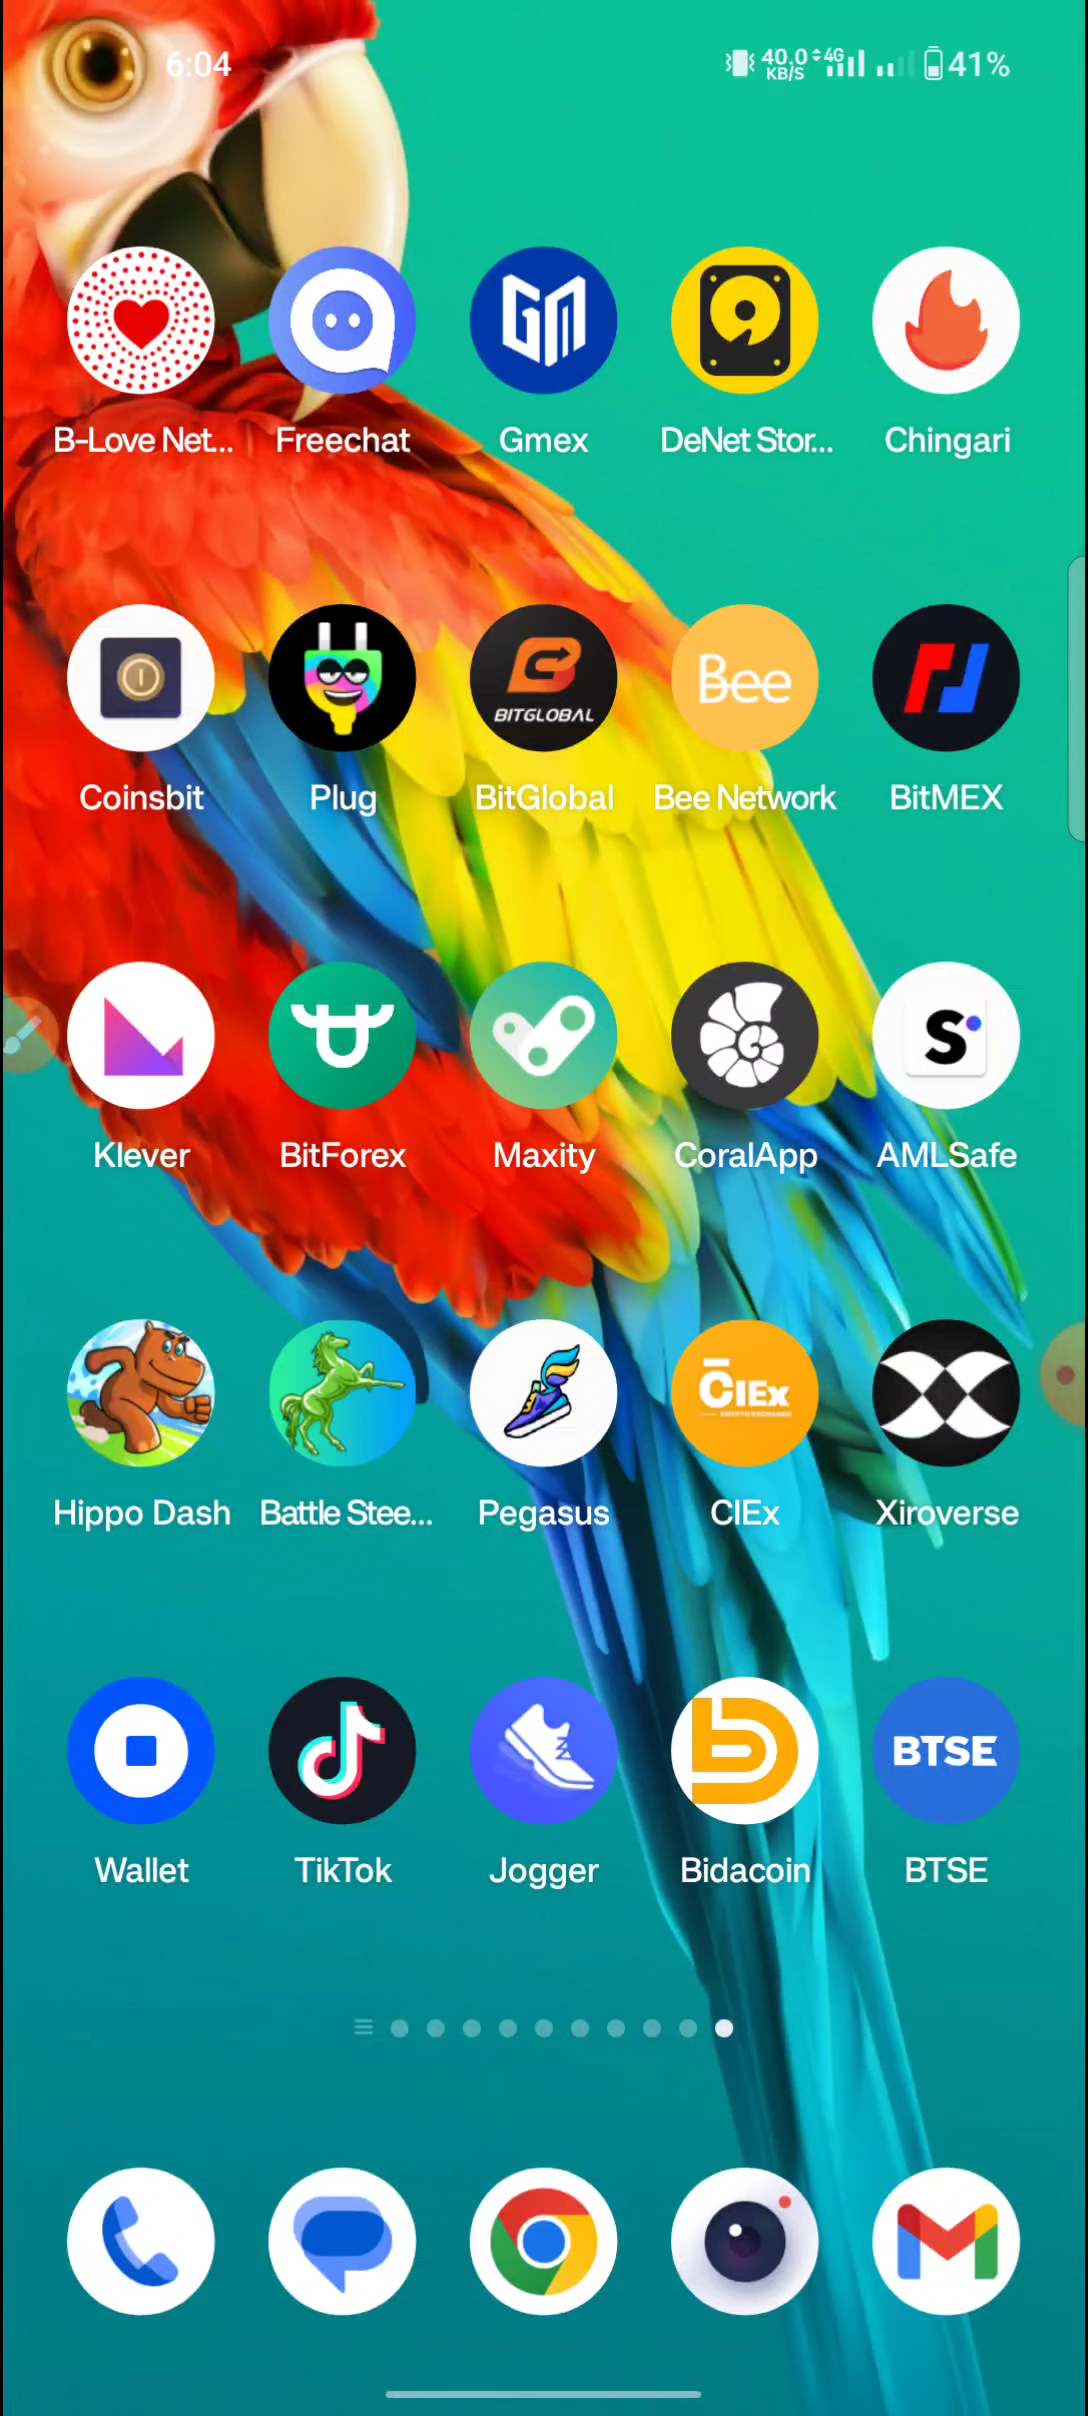 6:04 40.0 KB/S 4G 41%
B-Love Net... Freechat Gmex DeNet Stor... Chingari
BITGLOBAL Bee
Coinsbit Plug BitGlobal Bee Network BitMEX
S
Klever BitForex Maxity CoralApp AMLSafe
CIEx
Hippo Dash Battle Stee... Pegasus CIEx Xiroverse
BTSE
Wallet TikTok Jogger Bidacoin BTSE